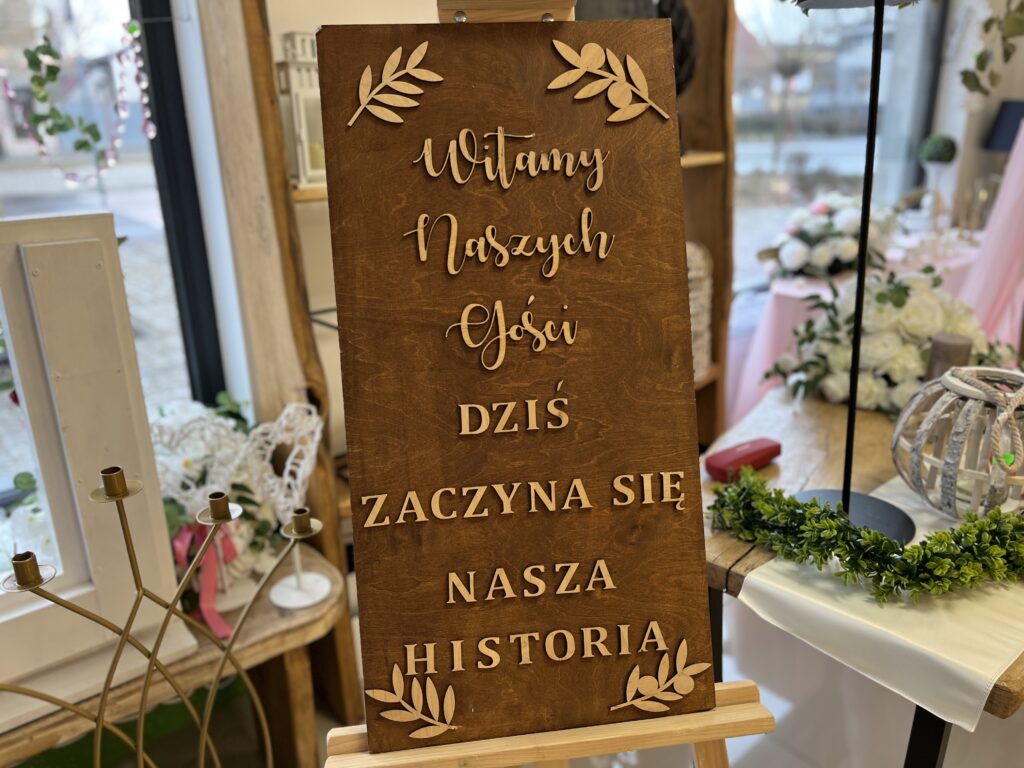 Witamy
Naszych
Gości
DZIŚ
ZACZYNA SIĘ
NASZA
HISTORIA